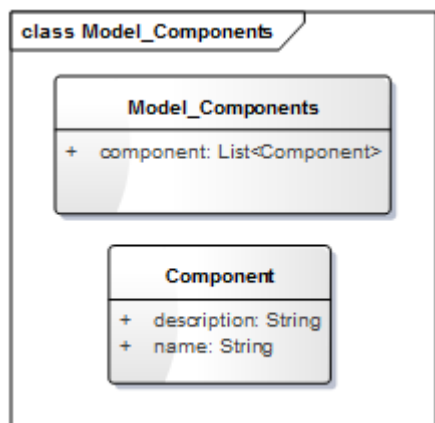 class Model_Components
Model_Components
+ component: List<Component>
Component
+ description: String
+ name: String